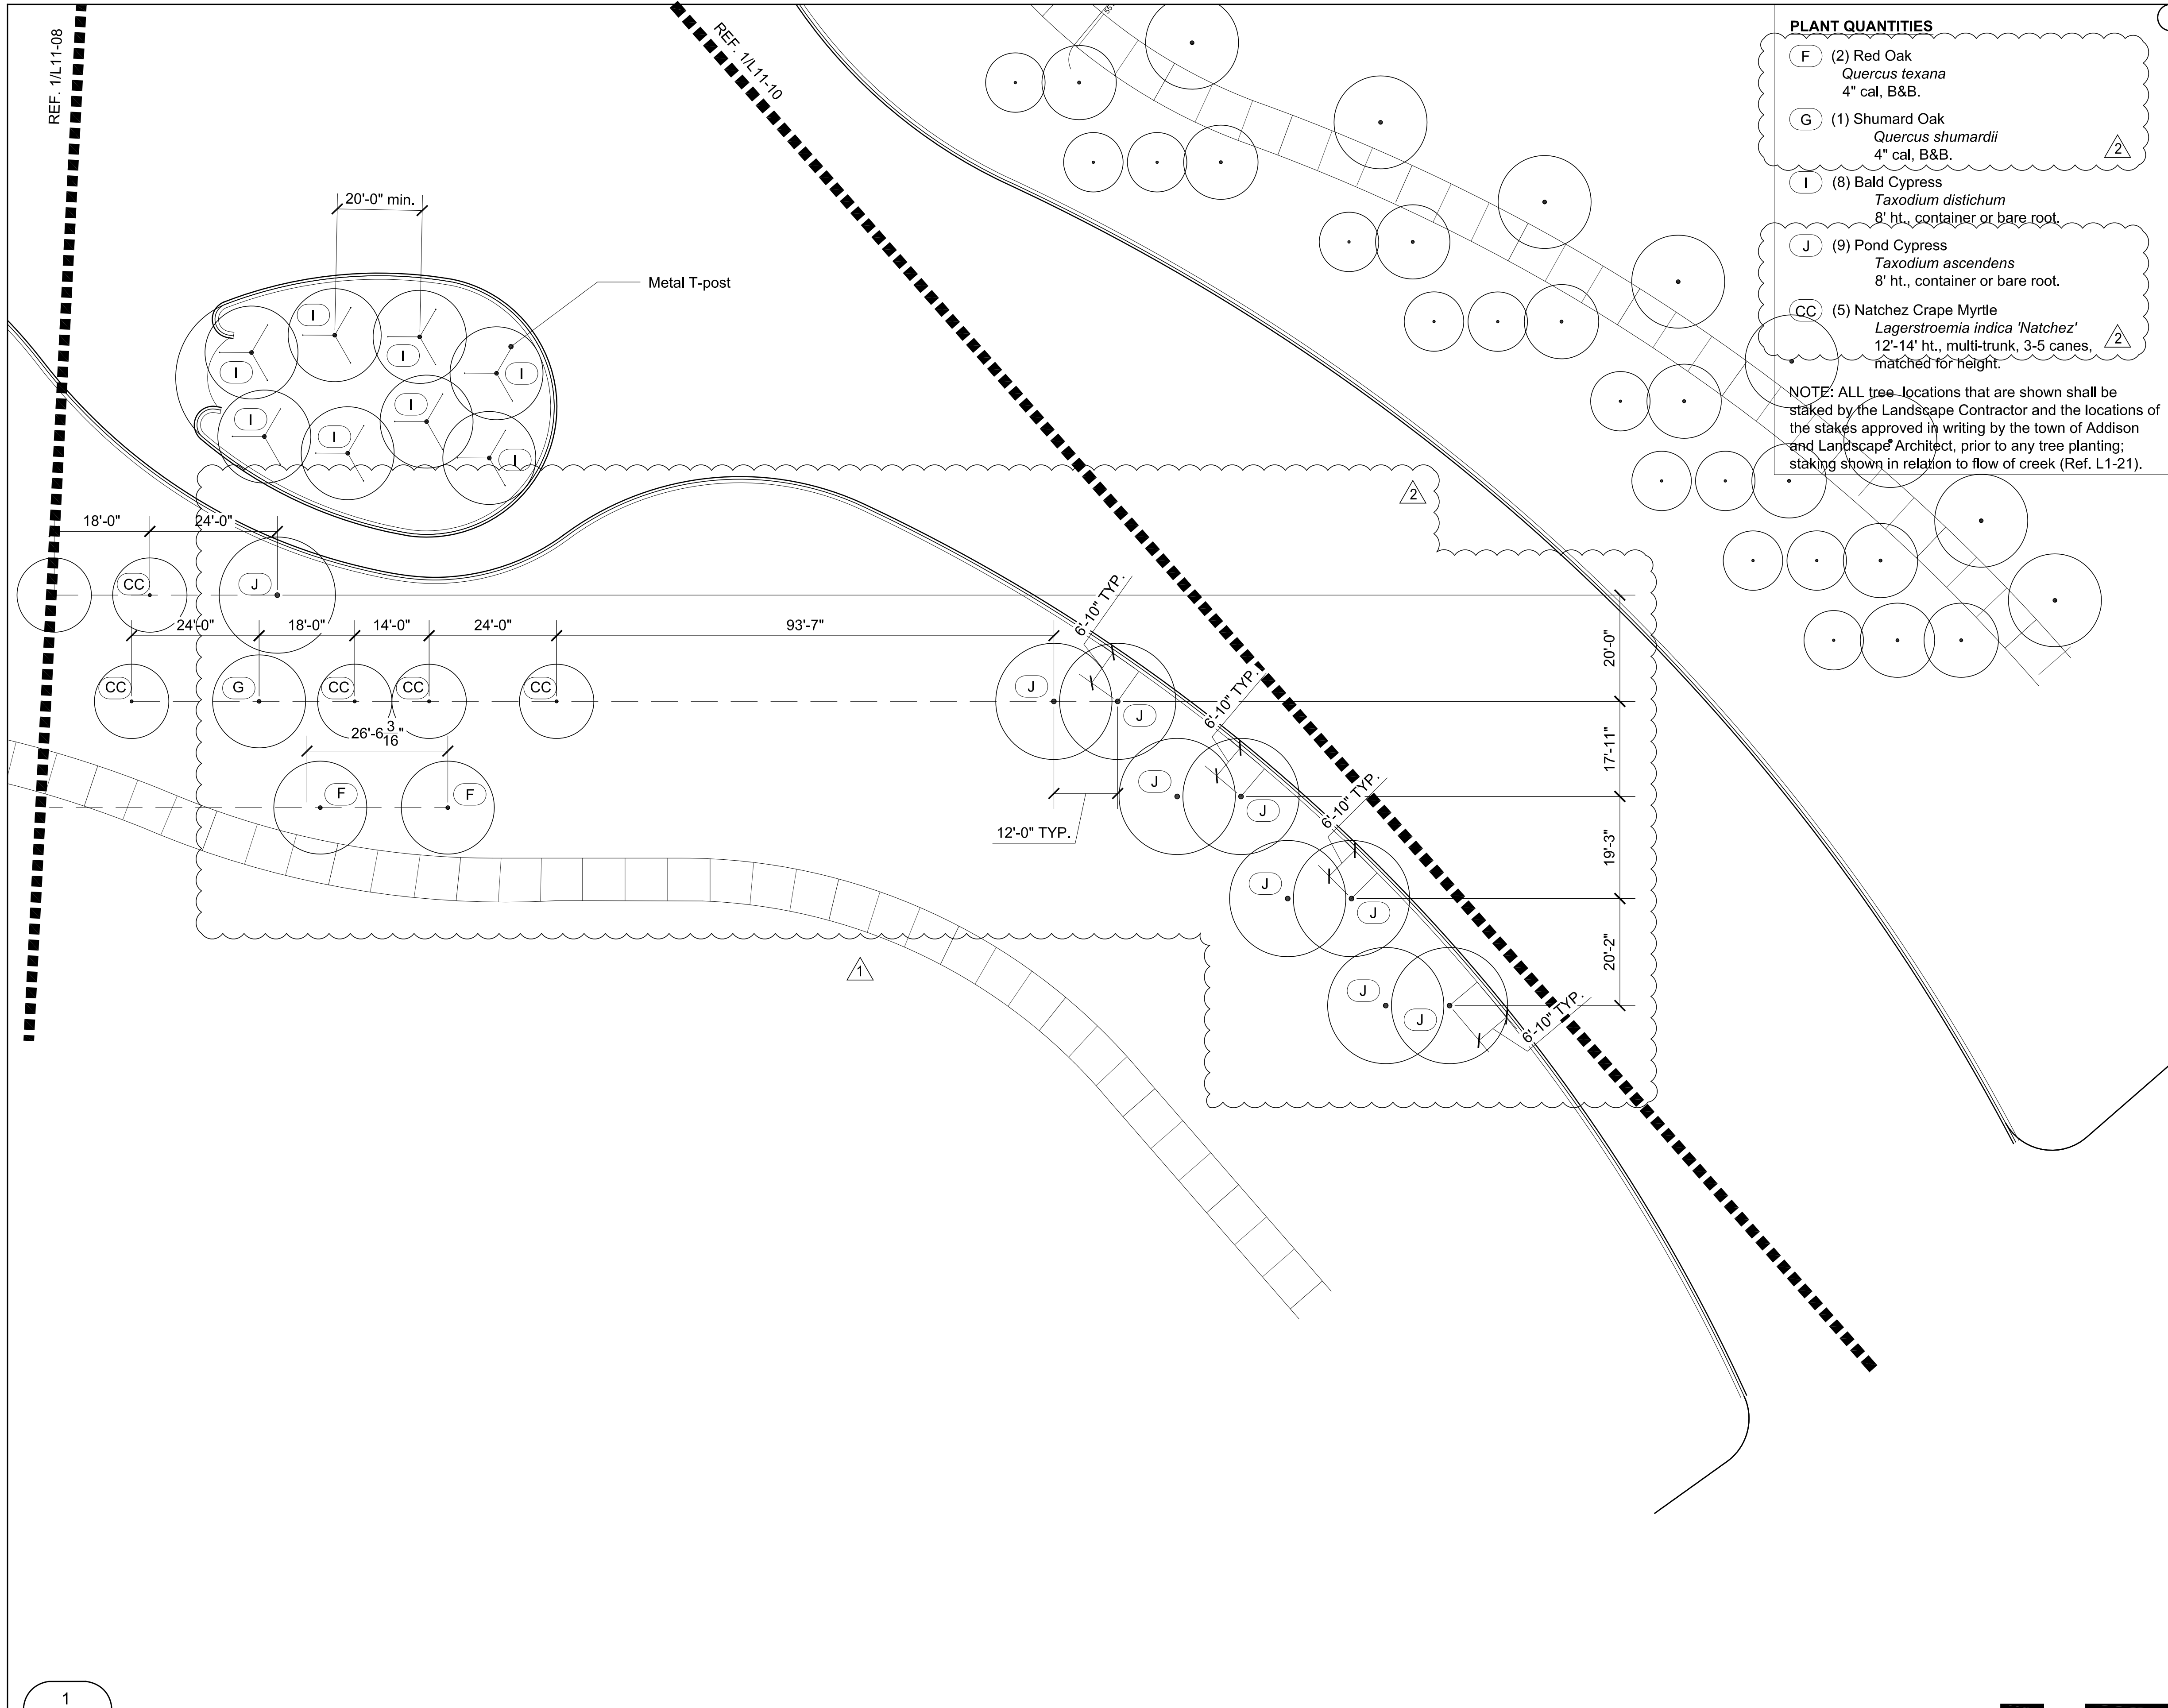 REF. 1/L11-08
REF. 1/L11-10
PLANT QUANTITIES
F (2) Red Oak
Quercus texana
4" cal, B&B.
G (1) Shumard Oak
Quercus shumardii
4" cal, B&B.
2
I (8) Bald Cypress
Taxodium distichum
8' ht., container or bare root.
J (9) Pond Cypress
Taxodium ascendens
8' ht., container or bare root.
CC (5) Natchez Crape Myrtle
Lagerstroemia indica 'Natchez'
12'-14' ht., multi-trunk, 3-5 canes,
2
matched for height.
NOTE: ALL tree locations that are shown shall be
staked by the Landscape Contractor and the locations of
the stakes approved in writing by the town of Addison
and Landscape Architect, prior to any tree planting;
staking shown in relation to flow of creek (Ref. L1-21).
20'-0" min.
Metal T-post
I
I
I
I
I
I
I
I
2
18'-0"
24'-0"
CC
J
24'-0"
18'-0"
14'-0"
24'-0"
93'-7"
6'-10" TYP.
20'-0"
CC
G
CC
CC
CC
J
J
6'-10" TYP.
26'-6 3/16"
17'-11"
F
F
J
J
6'-10" TYP.
12'-0" TYP.
19'-3"
J
J
20'-2"
1
J
J
6'-10" TYP.
1